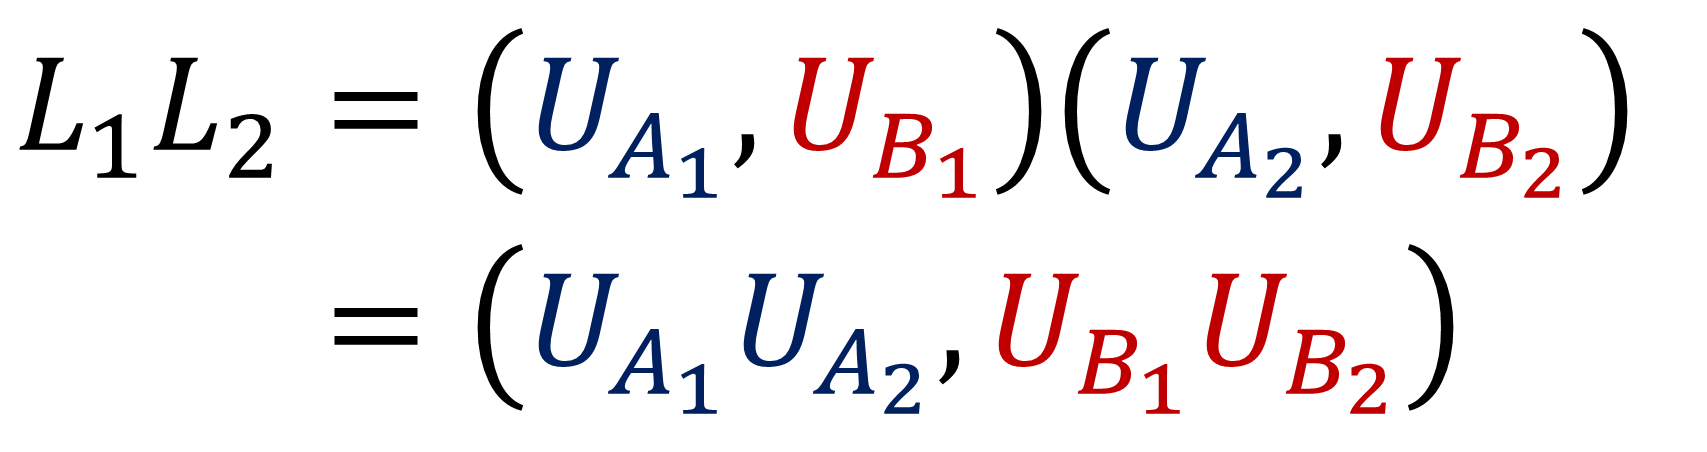 L₁L₂ = (U_{A₁}, U_{B₁})(U_{A₂}, U_{B₂})
= (U_{A₁}U_{A₂}, U_{B₁}U_{B₂})